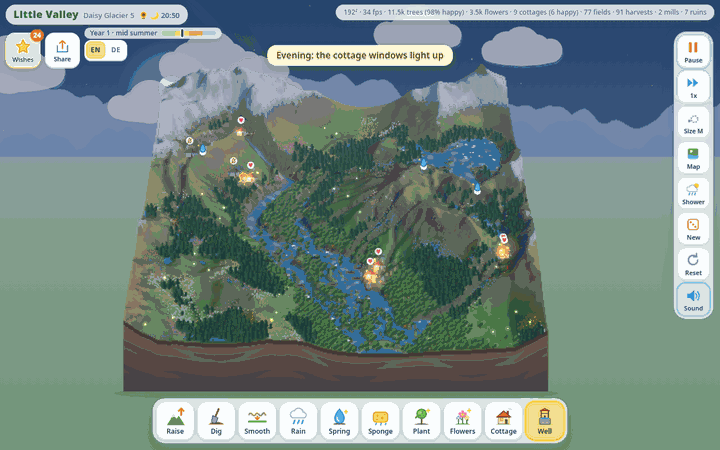 Little Valley Daisy Glacier 5 20:50
192² · 34 fps · 11.5k trees (98% happy) · 3.5k flowers · 9 cottages (6 happy) · 77 fields · 91 harvests · 2 mills · 7 ruins
Year 1 · mid summer
24
Wishes
Share
EN
DE
Evening: the cottage windows light up
Pause
1x
Size M
Map
Shower
New
Reset
Sound
Raise
Dig
Smooth
Rain
Spring
Sponge
Plant
Flowers
Cottage
Well